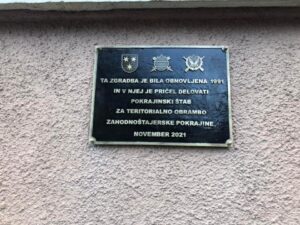 TA ZGRADBA JE BILA OBNOVLJENA 1991
IN V NJEJ JE PRIČEL DELOVATI
POKRAJINSKI ŠTAB
ZA TERITORIALNO OBRAMBO
ZAHODNOŠTAJERSKE POKRAJINE
NOVEMBER 2021